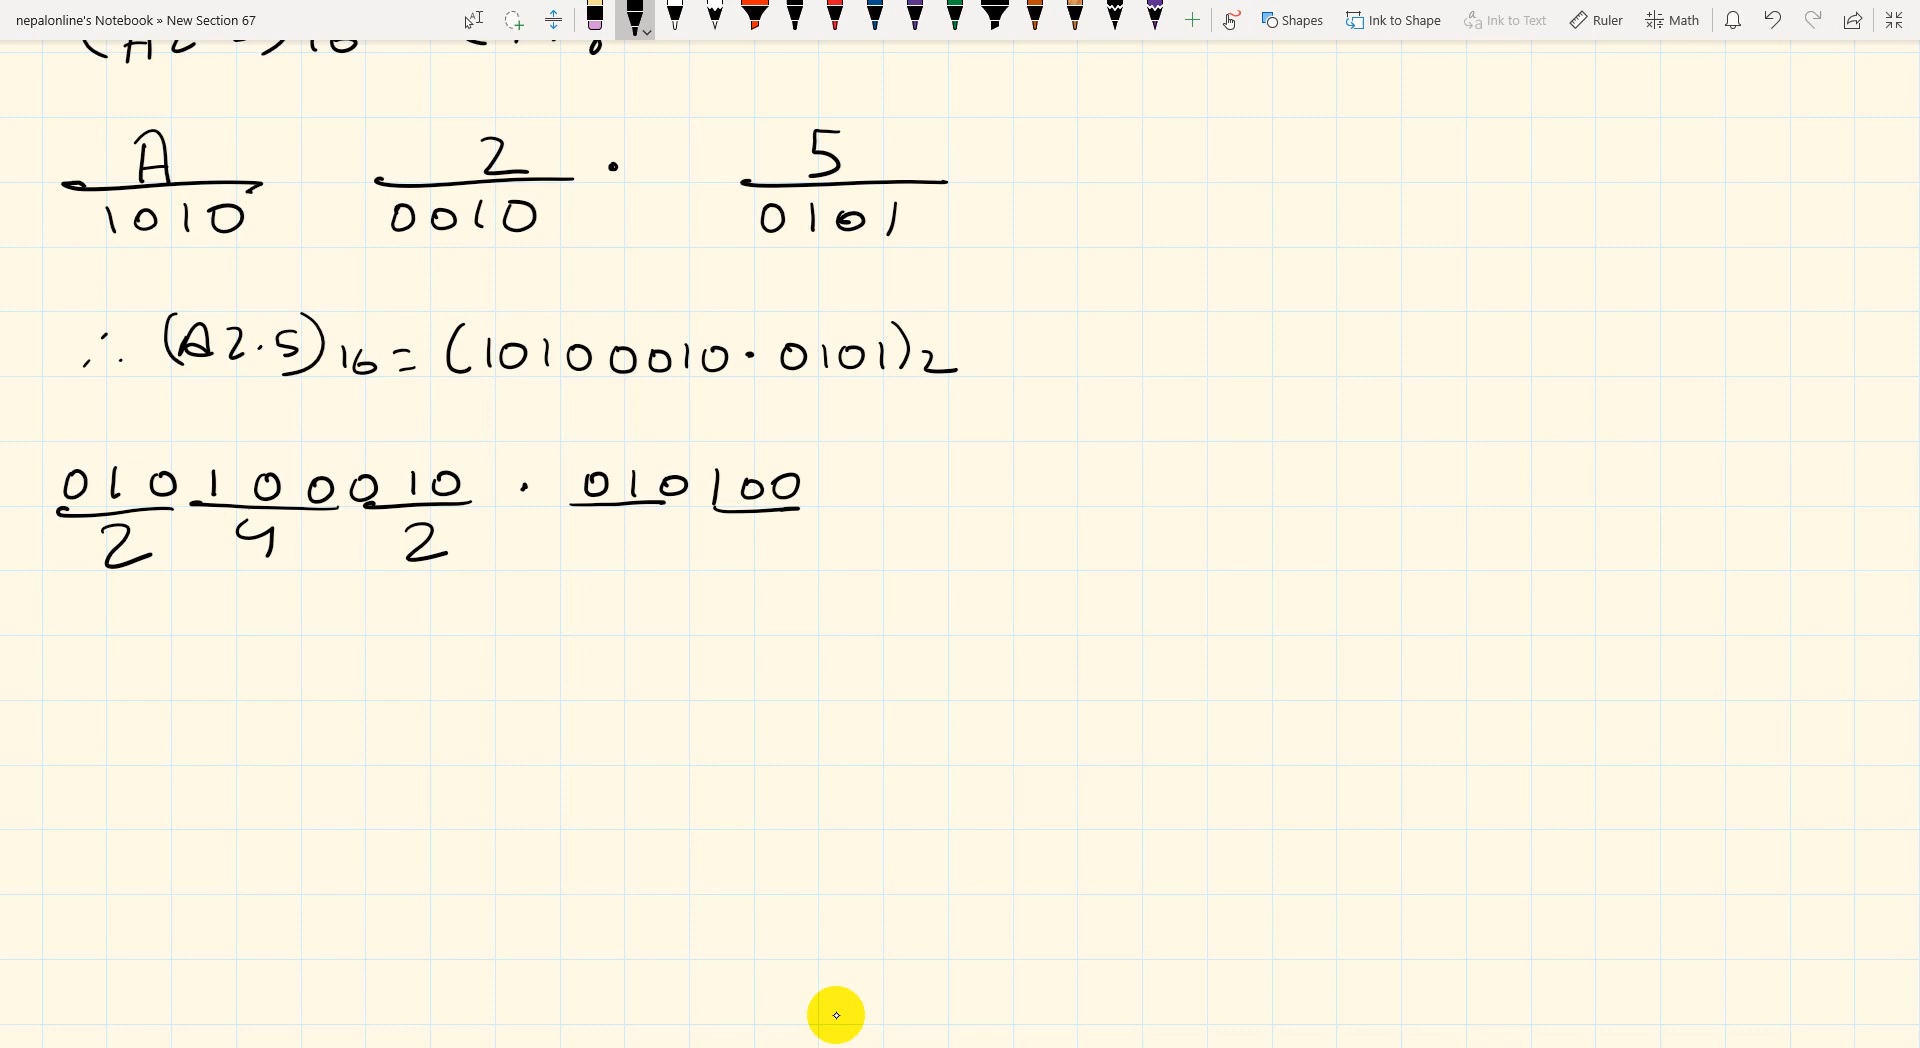 nepalonline's Notebook » New Section 67
Shapes Ink to Shape Ink to Text Ruler Math
A 2 . 5
1010 0010 0101
∴ (A2.5)16 = (10100010.0101)2
010100010 . 010100
2 4 2